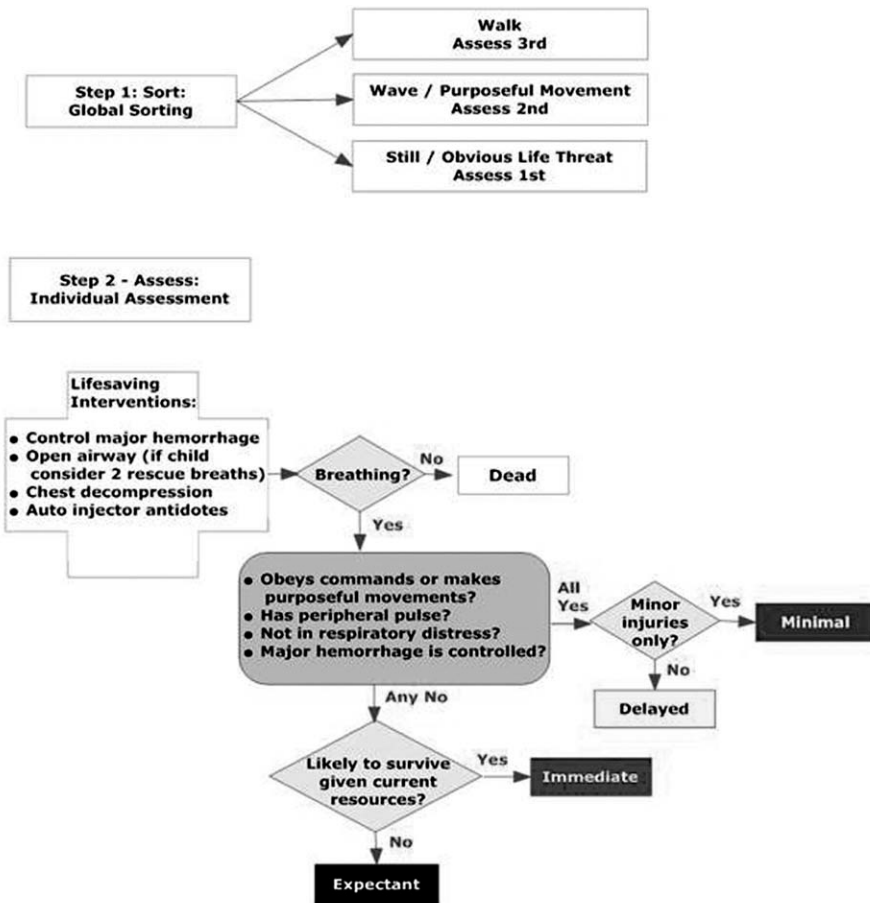 Walk
Assess 3rd
Step 1: Sort:
Global Sorting
Wave / Purposeful Movement
Assess 2nd
Still / Obvious Life Threat
Assess 1st
Step 2 - Assess:
Individual Assessment
Lifesaving
Interventions:
● Control major hemorrhage
● Open airway (if child
consider 2 rescue breaths)
● Chest decompression
● Auto injector antidotes
Breathing?
No
Dead
Yes
● Obeys commands or makes
purposeful movements?
● Has peripheral pulse?
● Not in respiratory distress?
● Major hemorrhage is controlled?
All
Yes
Minor
injuries
only?
Yes
Minimal
No
Delayed
Any No
Likely to survive
given current
resources?
Yes
Immediate
No
Expectant